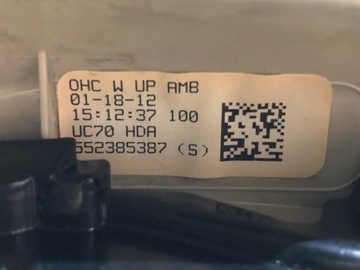 OHC W UP AMB
01-18-12
15:12:37 100
UC70 HDA
552385387 (S)